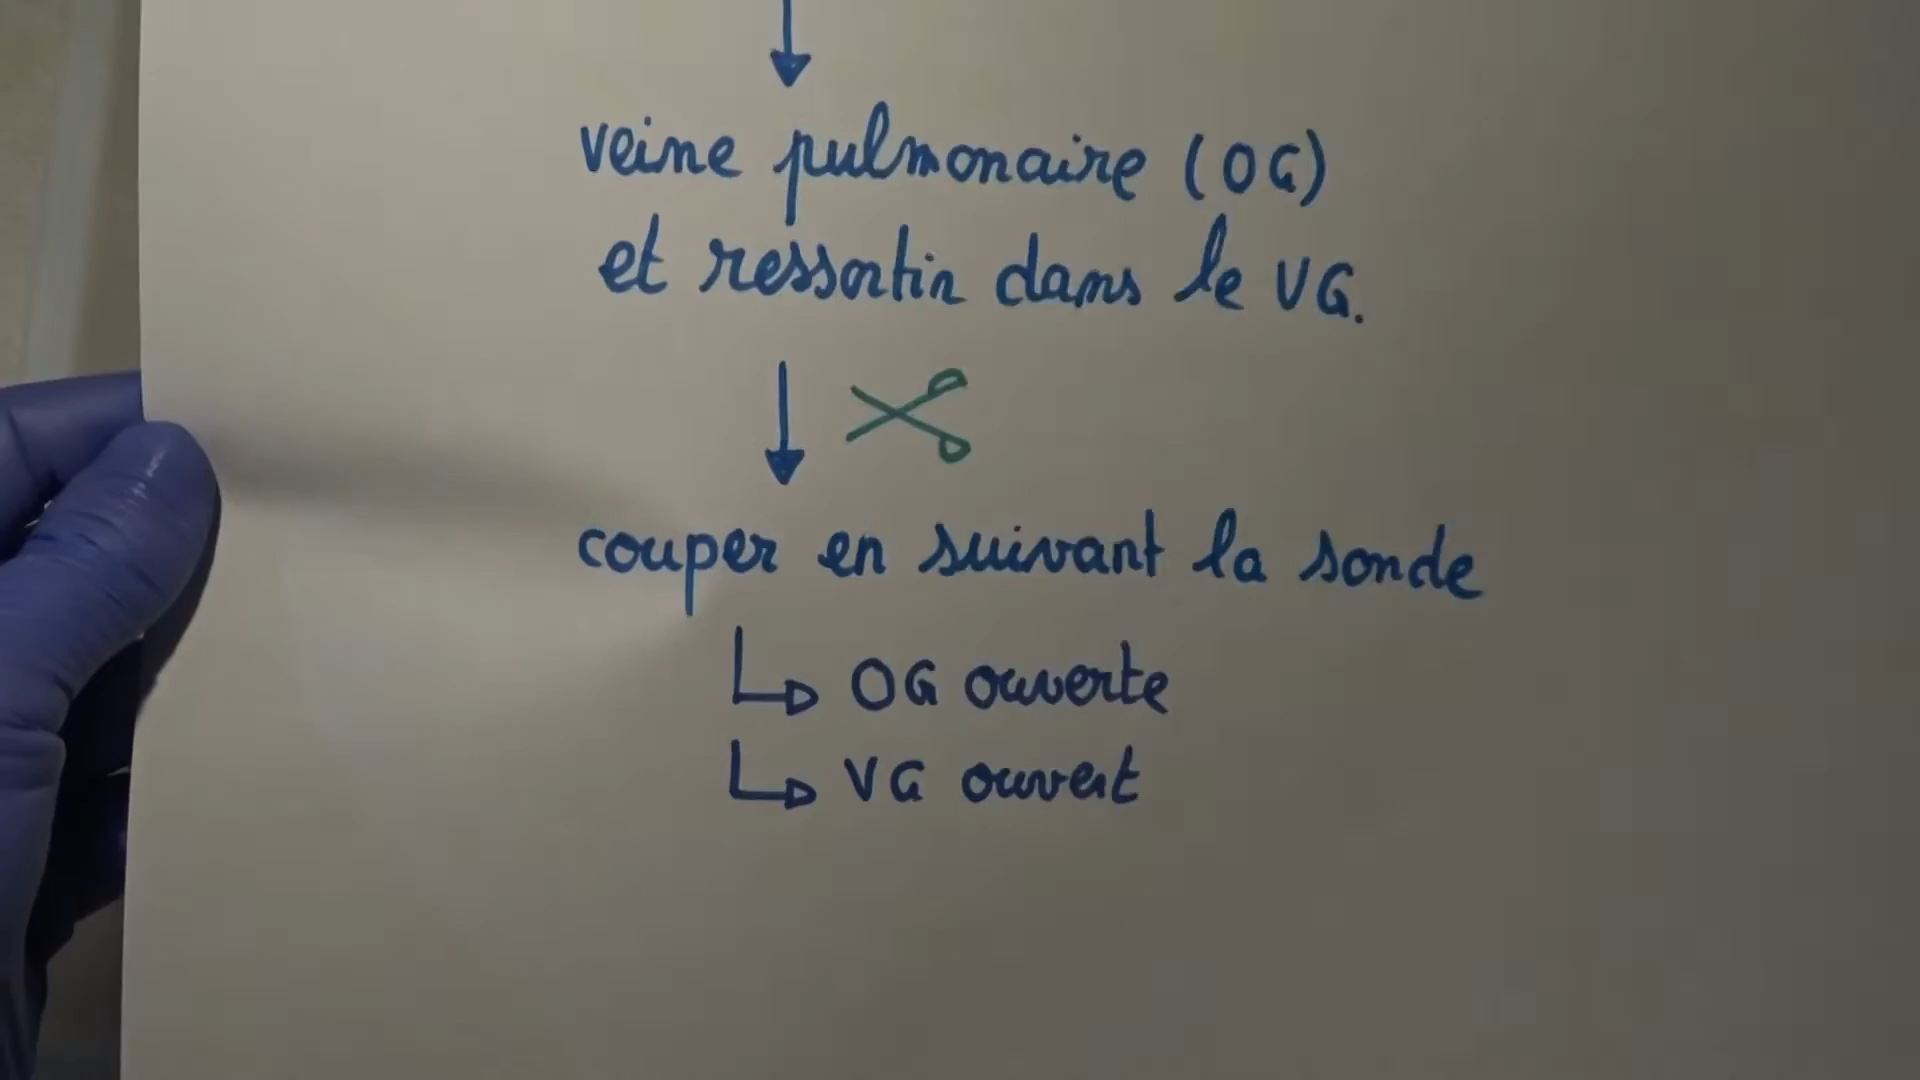 veine pulmonaire (OG)
et ressortir dans le VG.
couper en suivant la sonde
OG ouverte
VG ouvert